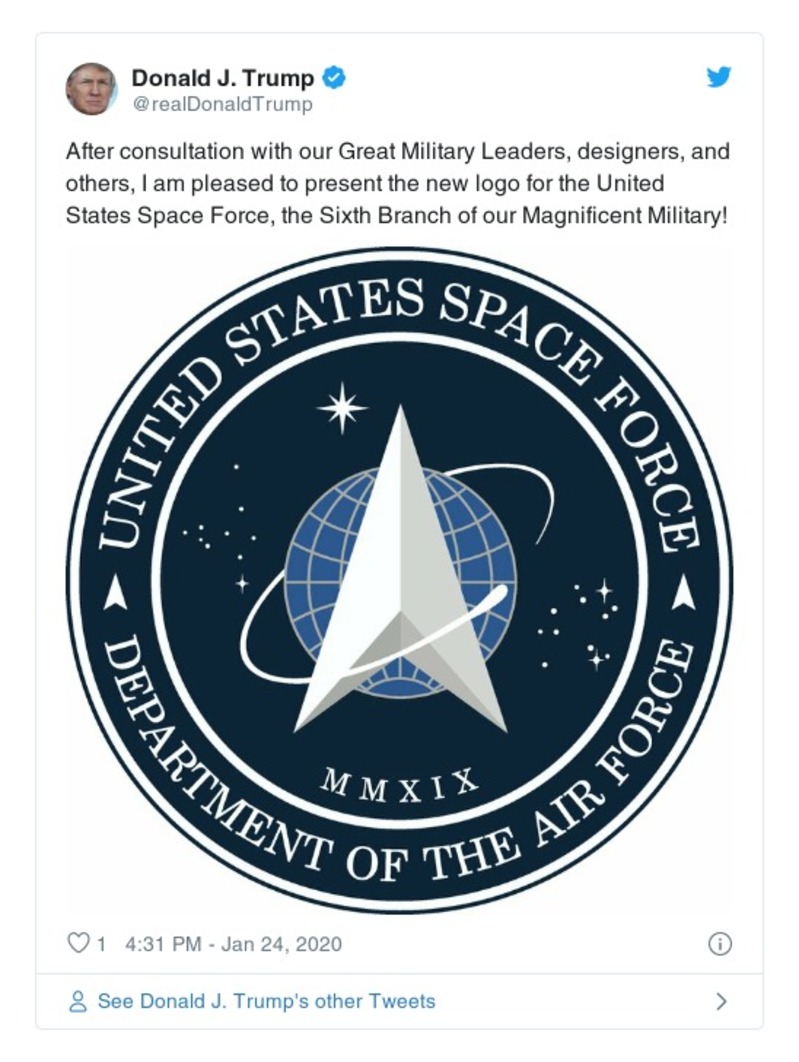 Donald J. Trump
@realDonaldTrump
After consultation with our Great Military Leaders, designers, and
others, I am pleased to present the new logo for the United
States Space Force, the Sixth Branch of our Magnificent Military!
UNITED STATES SPACE FORCE
MMXIX
DEPARTMENT OF THE AIR FORCE
1 4:31 PM - Jan 24, 2020
See Donald J. Trump's other Tweets